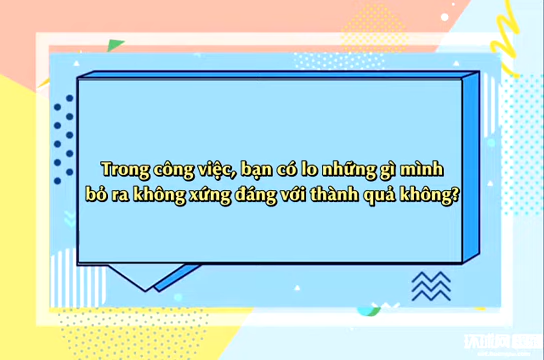 Trong công việc, bạn có lo những gì mình
bỏ ra không xứng đáng với thành quả không?